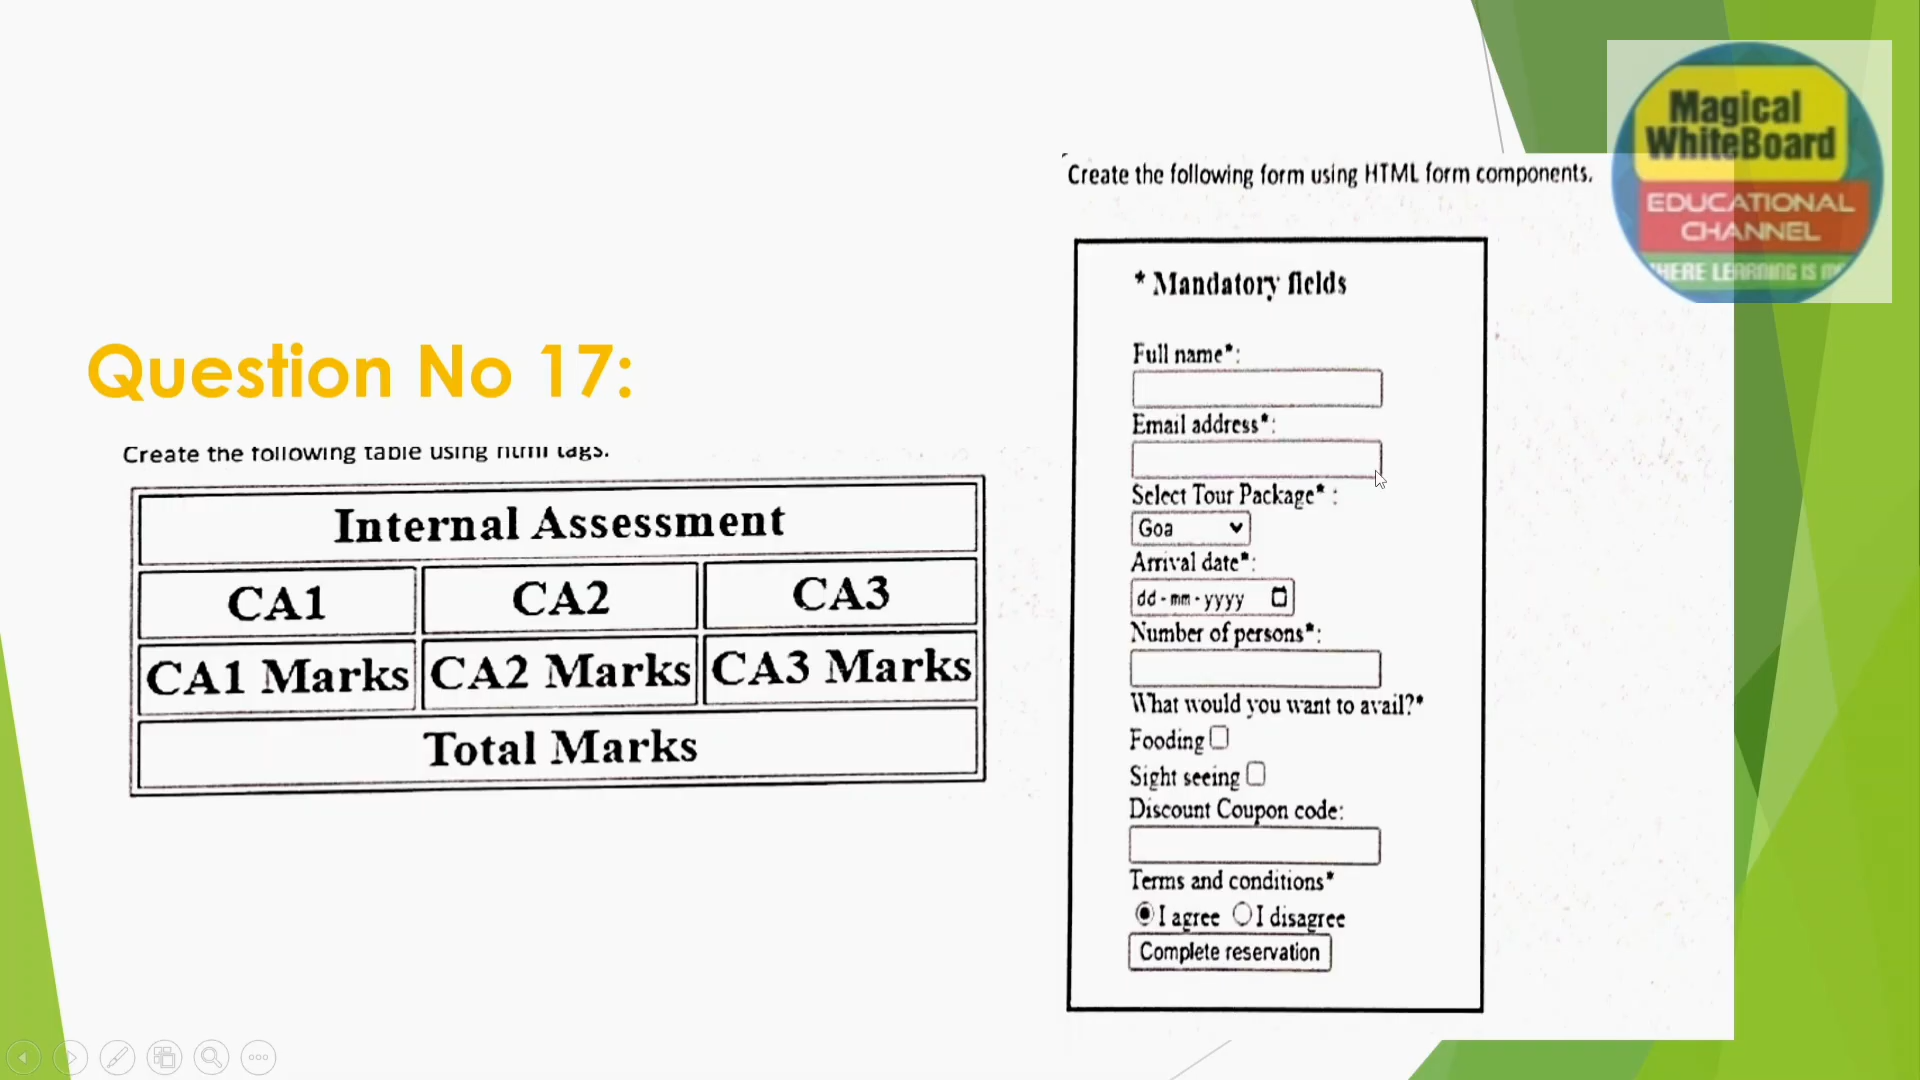 Magical
WhiteBoard
EDUCATIONAL
CHANNEL
HERE LEARNING IS
Question No 17:
Create the following table using html tags.
Internal Assessment
CA1 CA2 CA3
CA1 Marks CA2 Marks CA3 Marks
Total Marks
Create the following form using HTML form components.
* Mandatory fields
Full name*:
Email address*:
Select Tour Package* :
Goa
Arrival date*:
dd-mm-yyyy
Number of persons*:
What would you want to avail?*
Fooding
Sight seeing
Discount Coupon code:
Terms and conditions*
I agree I disagree
Complete reservation